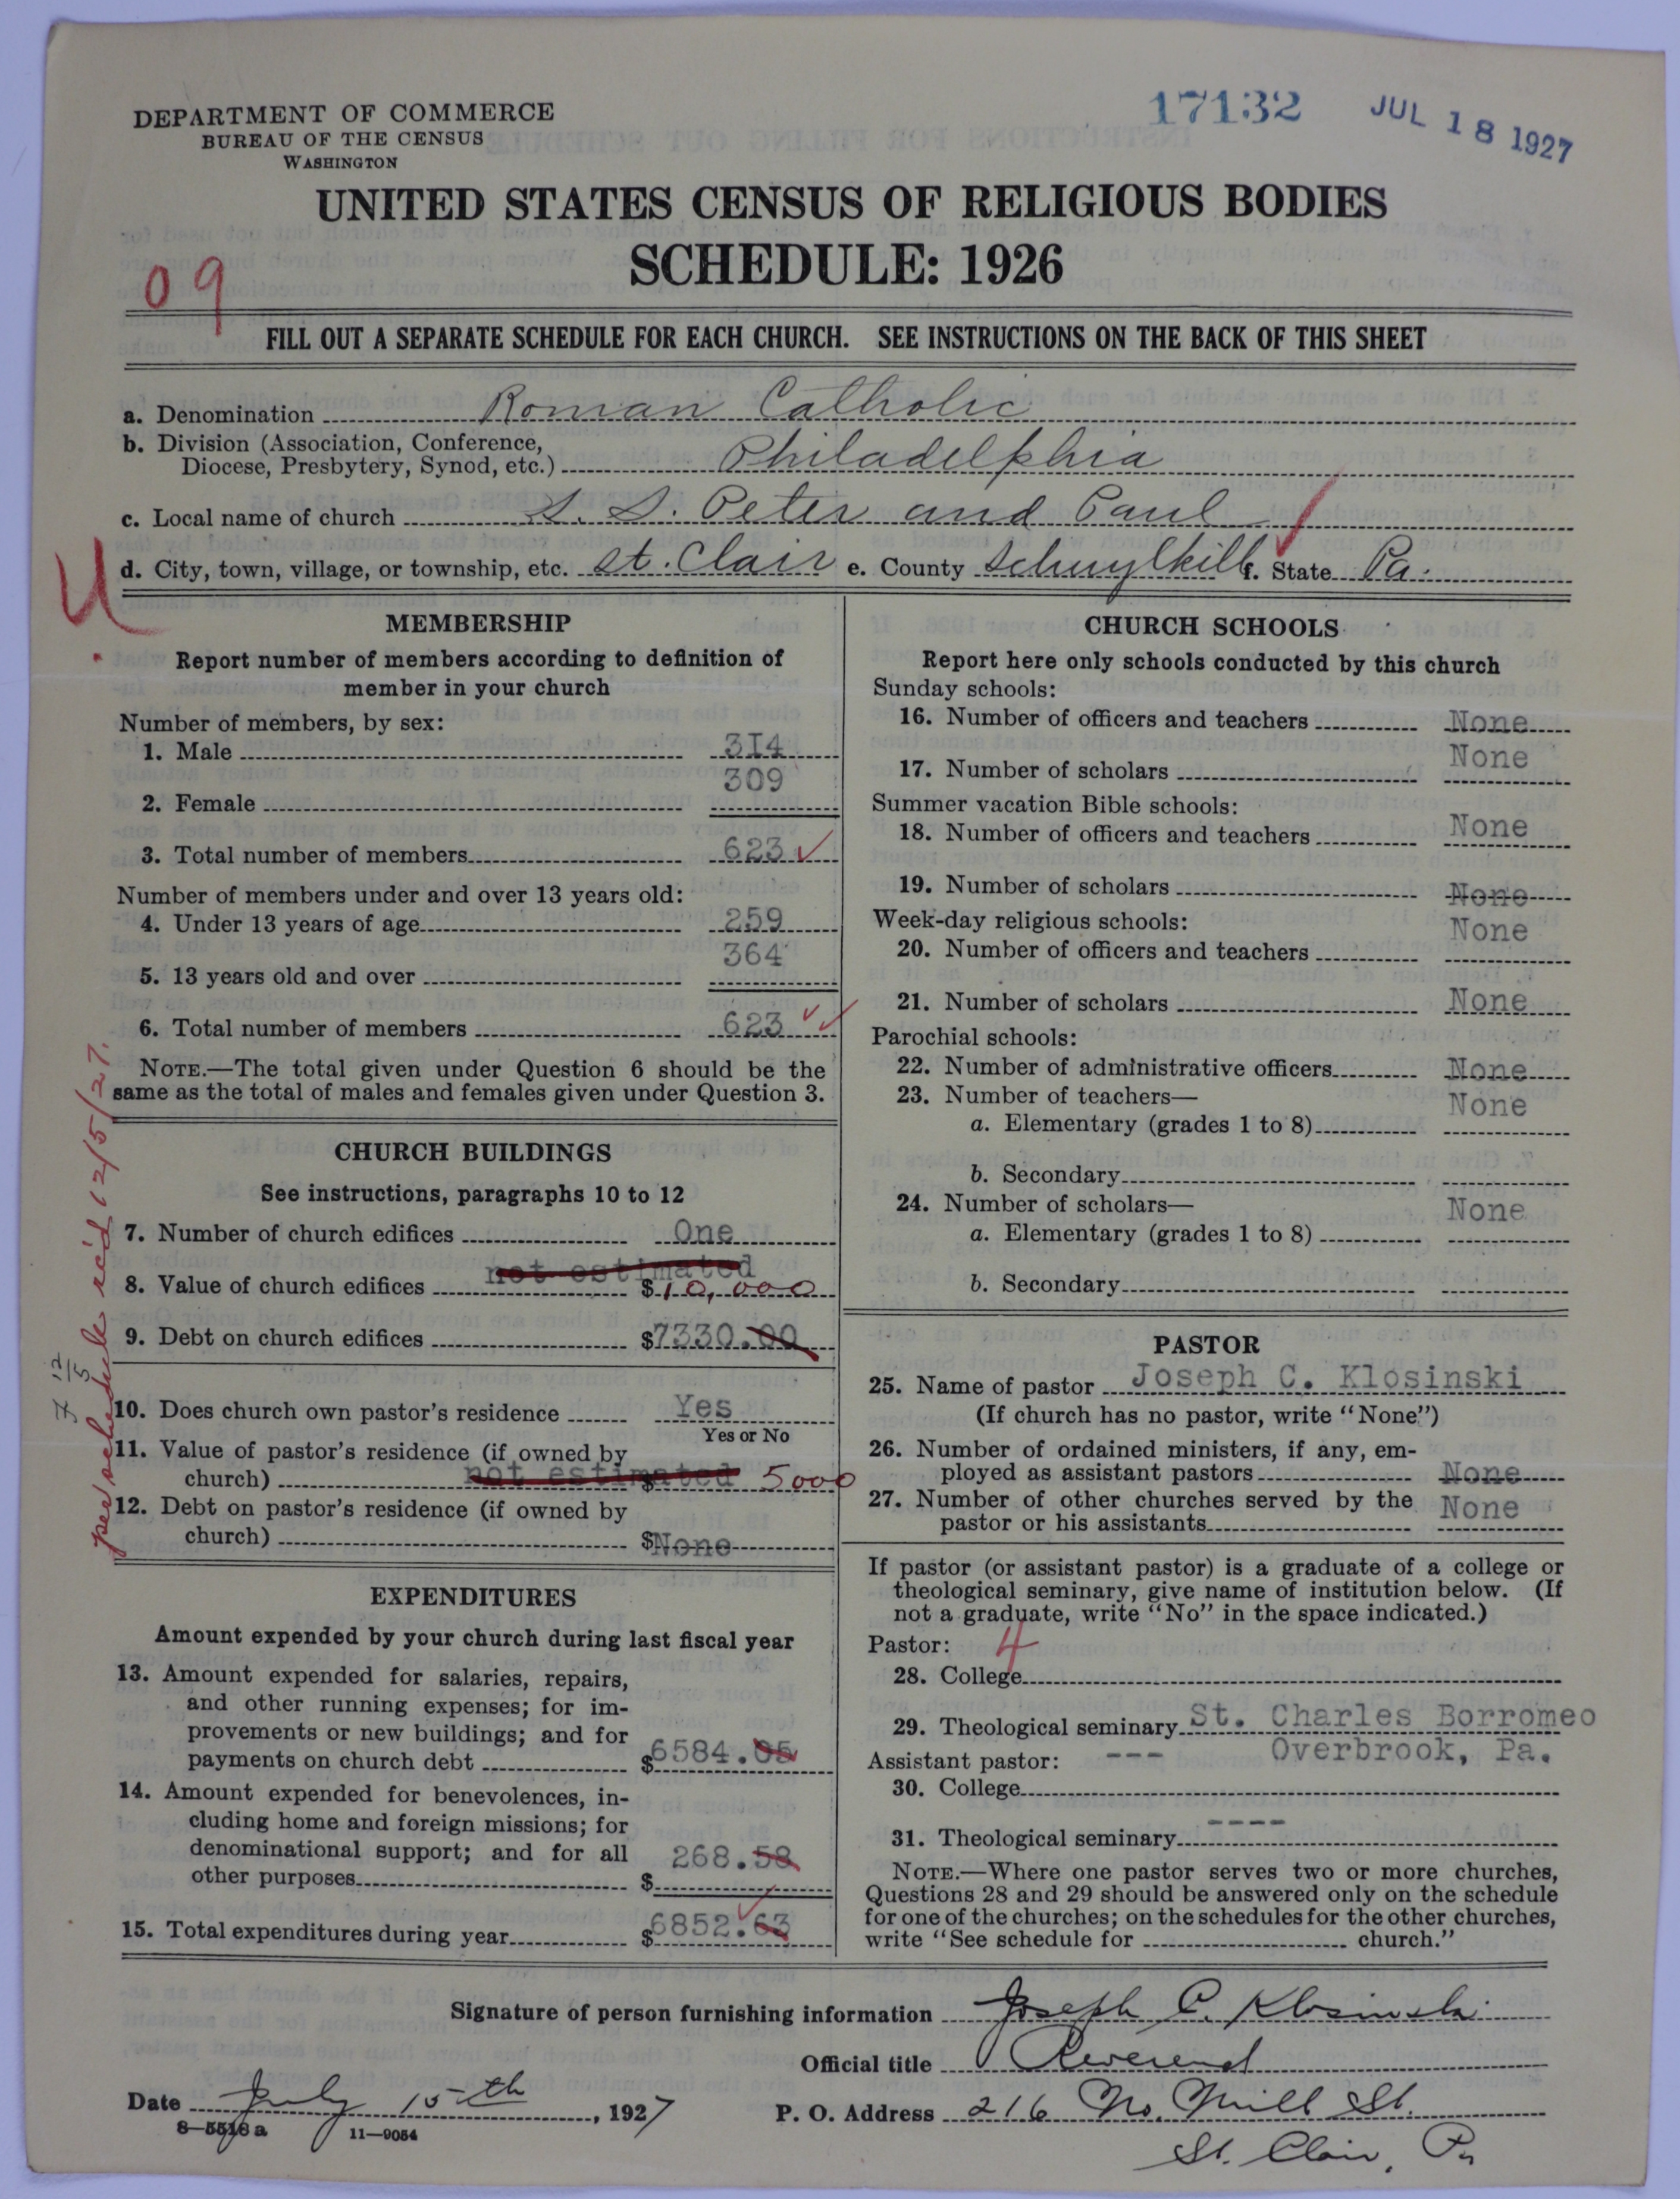 17132 JUL 18 1927
DEPARTMENT OF COMMERCE
BUREAU OF THE CENSUS
WASHINGTON
UNITED STATES CENSUS OF RELIGIOUS BODIES
SCHEDULE: 1926
09
FILL OUT A SEPARATE SCHEDULE FOR EACH CHURCH. SEE INSTRUCTIONS ON THE BACK OF THIS SHEET
a. Denomination Roman Catholic
b. Division (Association, Conference,
Diocese, Presbytery, Synod, etc.) Philadelphia
c. Local name of church S. S. Peter and Paul
d. City, town, village, or township, etc. St. Clair e. County Schuylkill f. State Pa.
U
MEMBERSHIP
Report number of members according to definition of
member in your church
Number of members, by sex:
1. Male 3I4
2. Female 309
3. Total number of members 623
Number of members under and over 13 years old:
4. Under 13 years of age 259
5. 13 years old and over 364
6. Total number of members 623
NOTE.—The total given under Question 6 should be the
same as the total of males and females given under Question 3.
CHURCH BUILDINGS
See instructions, paragraphs 10 to 12
7. Number of church edifices One
not estimated
8. Value of church edifices $10,000
9. Debt on church edifices $7330.00
10. Does church own pastor's residence Yes
Yes or No
11. Value of pastor's residence (if owned by
church) not estimated $ 5000
12. Debt on pastor's residence (if owned by
church) $None
per schedule rec'd 12/5/27.
EXPENDITURES
Amount expended by your church during last fiscal year
13. Amount expended for salaries, repairs,
and other running expenses; for im-
provements or new buildings; and for
payments on church debt $6584.05
14. Amount expended for benevolences, in-
cluding home and foreign missions; for
denominational support; and for all
other purposes $268.58
15. Total expenditures during year $6852.63
CHURCH SCHOOLS
Report here only schools conducted by this church
Sunday schools:
16. Number of officers and teachers None
17. Number of scholars None
Summer vacation Bible schools:
18. Number of officers and teachers None
19. Number of scholars None
Week-day religious schools:
20. Number of officers and teachers None
21. Number of scholars None
Parochial schools:
22. Number of administrative officers None
23. Number of teachers—
a. Elementary (grades 1 to 8) None
b. Secondary
24. Number of scholars—
a. Elementary (grades 1 to 8) None
b. Secondary
PASTOR
25. Name of pastor Joseph C. Klosinski
(If church has no pastor, write "None")
26. Number of ordained ministers, if any, em-
ployed as assistant pastors None
27. Number of other churches served by the
pastor or his assistants None
If pastor (or assistant pastor) is a graduate of a college or
theological seminary, give name of institution below. (If
not a graduate, write "No" in the space indicated.)
Pastor: 4
28. College
29. Theological seminary St. Charles Borromeo
Overbrook, Pa.
Assistant pastor: ---
30. College
31. Theological seminary ----
NOTE.—Where one pastor serves two or more churches,
Questions 28 and 29 should be answered only on the schedule
for one of the churches; on the schedules for the other churches,
write "See schedule for church."
Signature of person furnishing information Joseph C. Klosinski
Official title Reverend
Date July 15th, 1927
P. O. Address 216 No. Mill St.
St. Clair, Pa
8—5518 a 11—9054